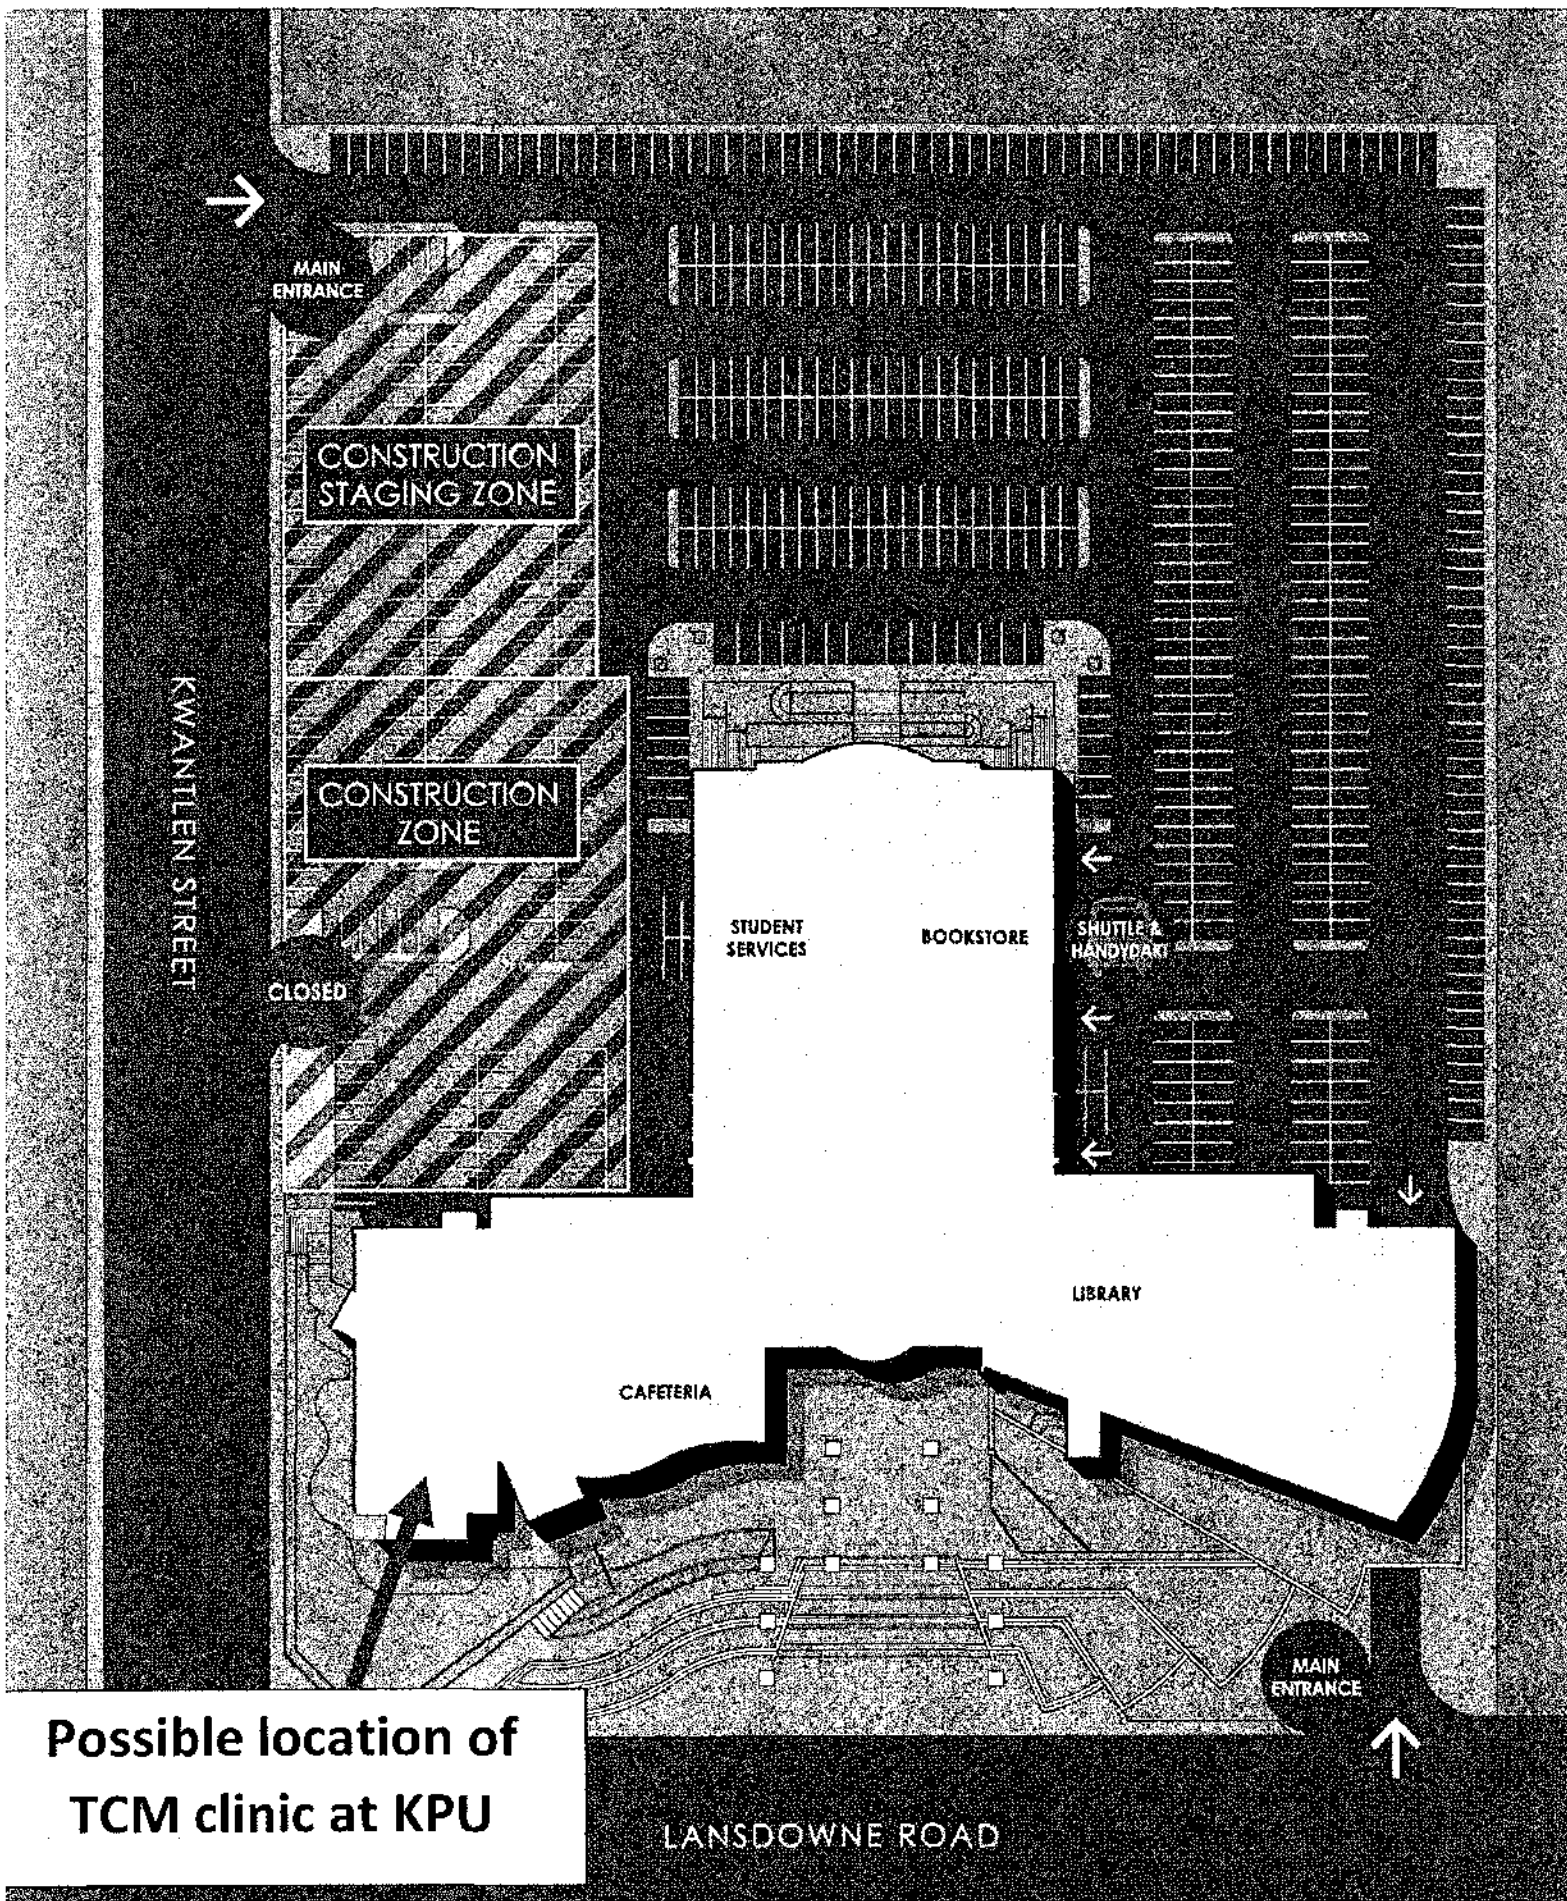 MAIN
ENTRANCE
CONSTRUCTION
STAGING ZONE
KWANTLEN STREET
CONSTRUCTION
ZONE
STUDENT
SERVICES
BOOKSTORE
SHUTTLE &
HANDYDART
CLOSED
LIBRARY
CAFETERIA
MAIN
ENTRANCE
Possible location of
TCM clinic at KPU
LANSDOWNE ROAD